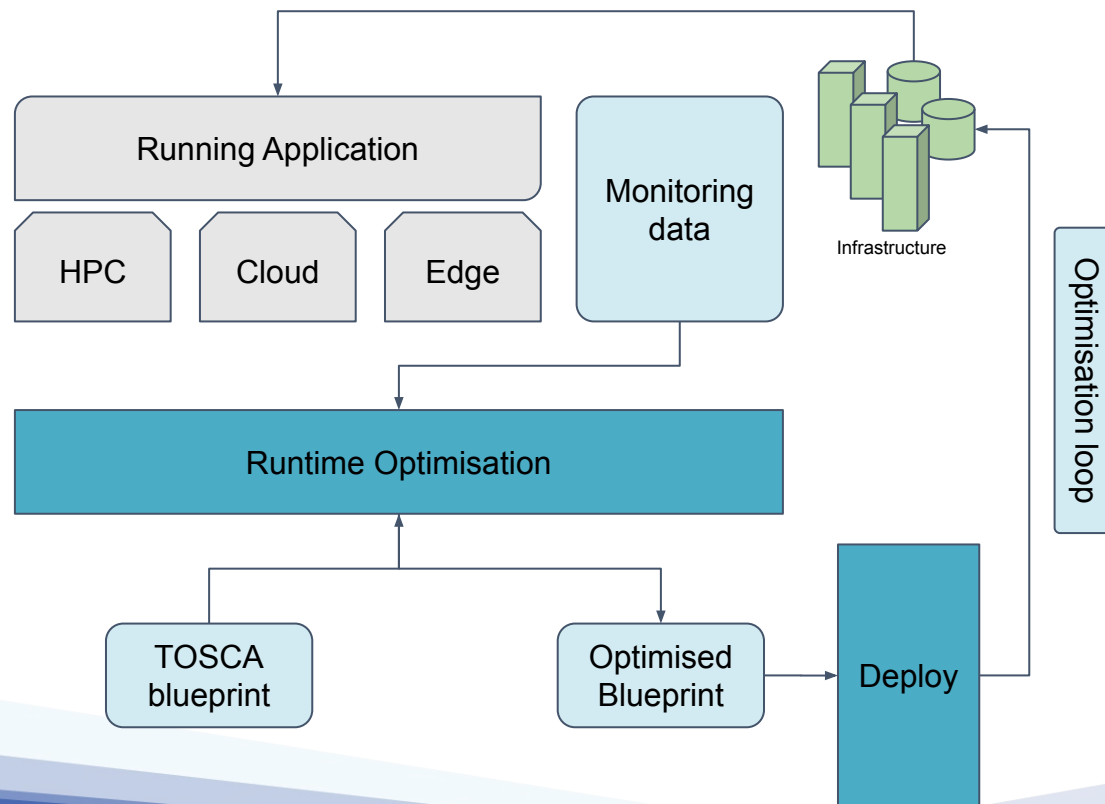 Running Application
Monitoring
data
Infrastructure
HPC
Cloud
Edge
Optimisation loop
Runtime Optimisation
TOSCA
blueprint
Optimised
Blueprint
Deploy